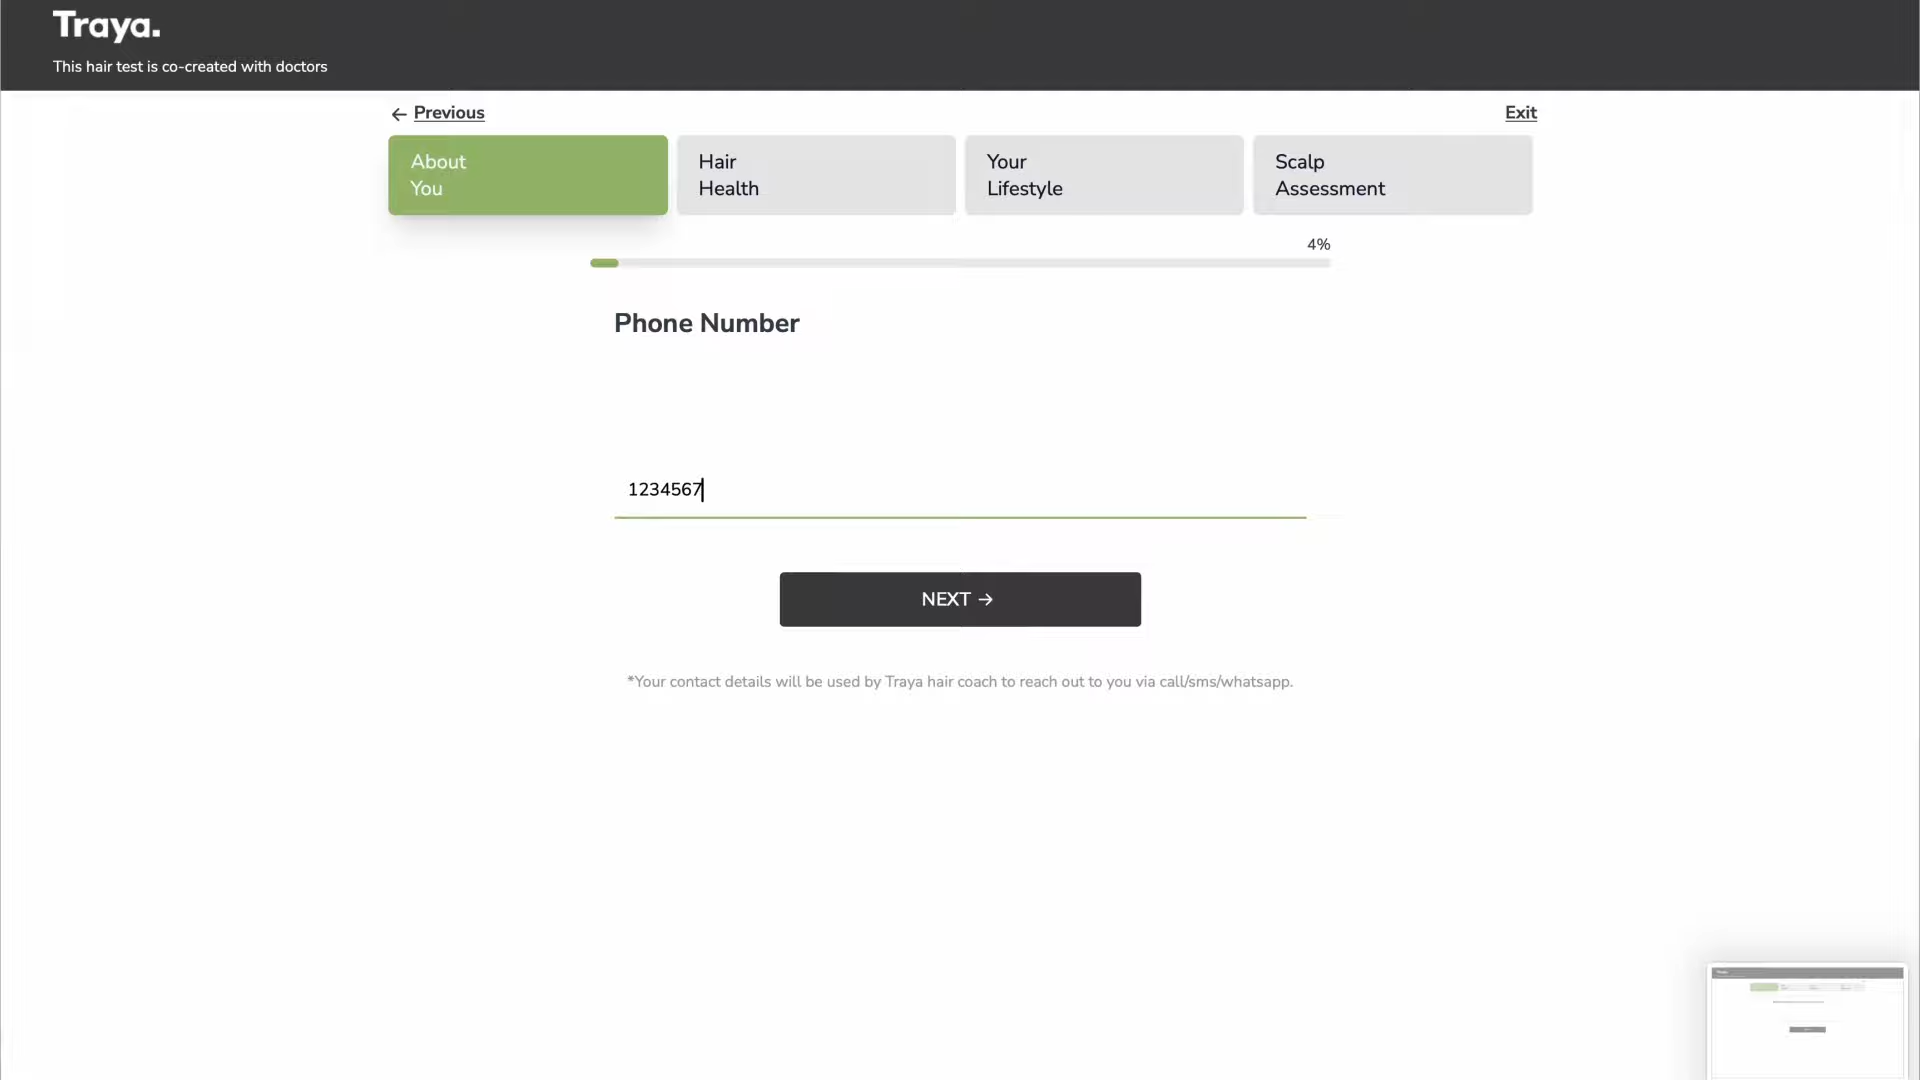 Traya.
This hair test is co-created with doctors
← Previous
Exit
About
You
Hair
Health
Your
Lifestyle
Scalp
Assessment
4%
Phone Number
1234567
NEXT →
*Your contact details will be used by Traya hair coach to reach out to you via call/sms/whatsapp.